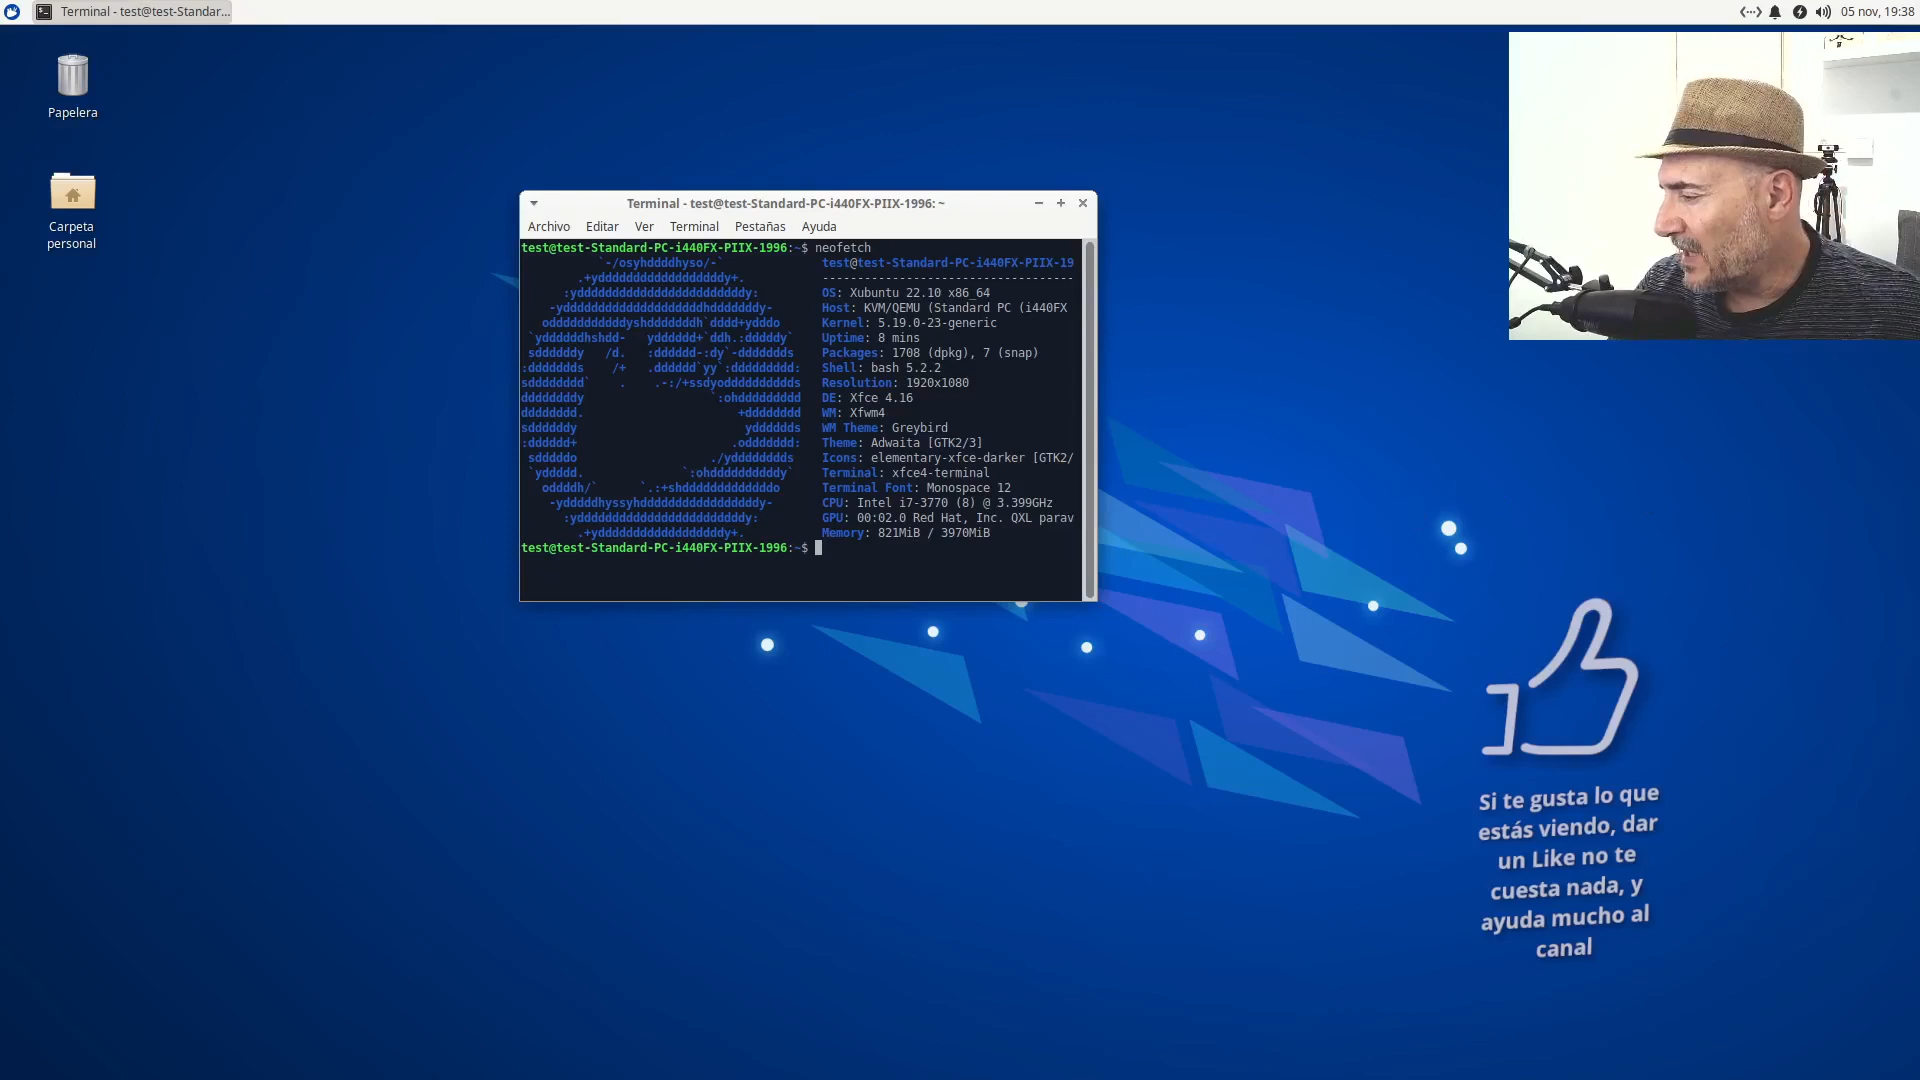 Terminal - test@test-Standar...
05 nov, 19:38
Papelera
Carpeta
personal
Terminal - test@test-Standard-PC-i440FX-PIIX-1996: ~
Archivo Editar Ver Terminal Pestañas Ayuda
test@test-Standard-PC-i440FX-PIIX-1996:~$ neofetch
test@test-Standard-PC-i440FX-PIIX-19
------------------------------------
OS: Xubuntu 22.10 x86_64
Host: KVM/QEMU (Standard PC (i440FX
Kernel: 5.19.0-23-generic
Uptime: 8 mins
Packages: 1708 (dpkg), 7 (snap)
Shell: bash 5.2.2
Resolution: 1920x1080
DE: Xfce 4.16
WM: Xfwm4
WM Theme: Greybird
Theme: Adwaita [GTK2/3]
Icons: elementary-xfce-darker [GTK2/
Terminal: xfce4-terminal
Terminal Font: Monospace 12
CPU: Intel i7-3770 (8) @ 3.399GHz
GPU: 00:02.0 Red Hat, Inc. QXL parav
Memory: 821MiB / 3970MiB
test@test-Standard-PC-i440FX-PIIX-1996:~$
Si te gusta lo que
estás viendo, dar
un Like no te
cuesta nada, y
ayuda mucho al
canal